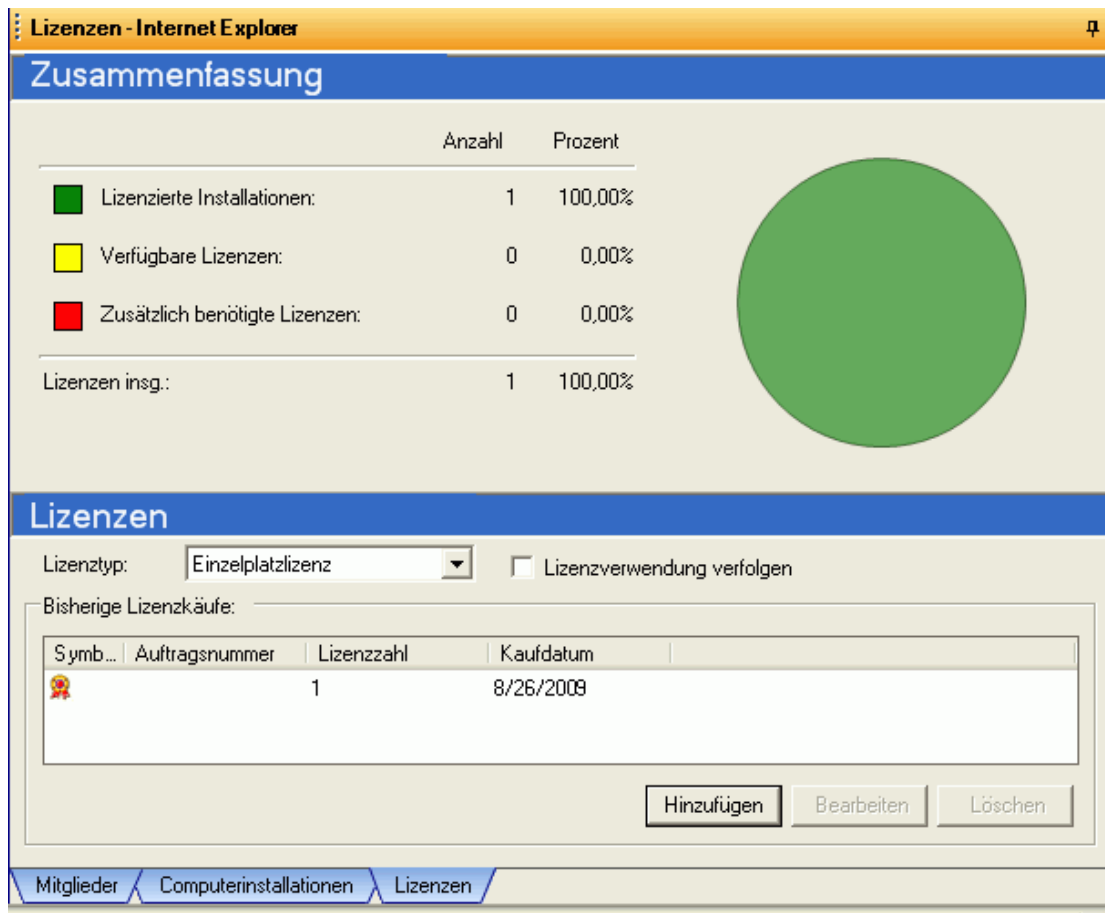 Lizenzen - Internet Explorer
Zusammenfassung
Anzahl Prozent
Lizenzierte Installationen: 1 100,00%
Verfügbare Lizenzen: 0 0,00%
Zusätzlich benötigte Lizenzen: 0 0,00%
Lizenzen insg.: 1 100,00%
Lizenzen
Lizenztyp: Einzelplatzlizenz Lizenzverwendung verfolgen
Bisherige Lizenzkäufe:
Symb... Auftragsnummer Lizenzzahl Kaufdatum
1 8/26/2009
Hinzufügen Bearbeiten Löschen
Mitglieder Computerinstallationen Lizenzen